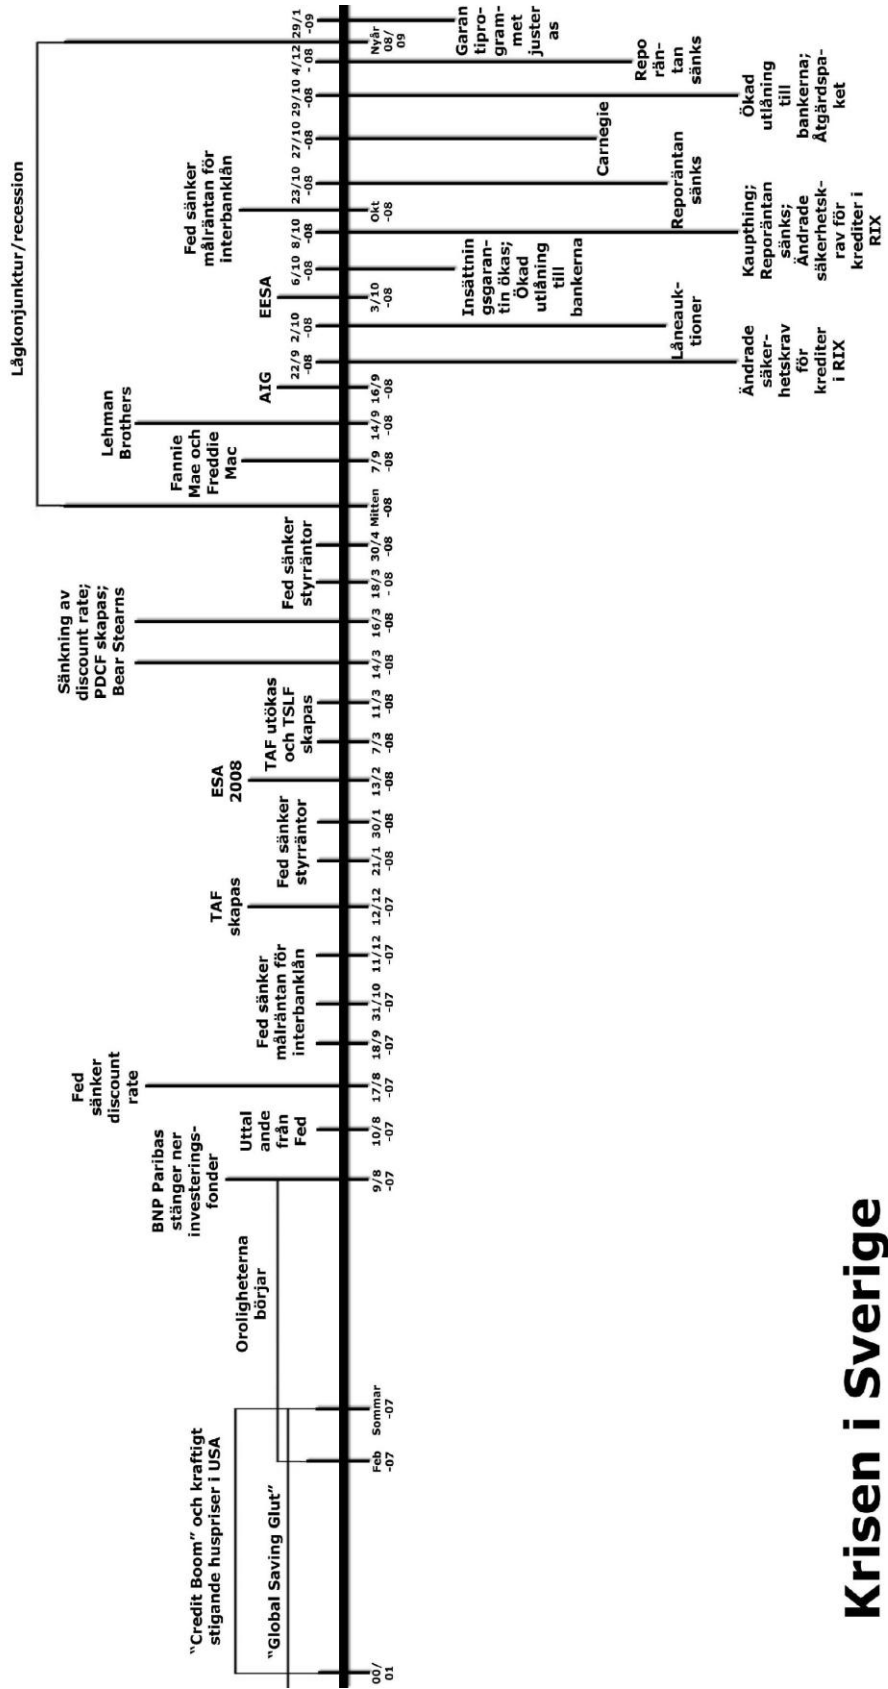 Lågkonjunktur/recession
"Credit Boom" och kraftigt
stigande huspriser i USA
"Global Saving Glut"
Oroligheterna
börjar
BNP Paribas
stänger ner
investerings-
fonder
Uttal
ande
från
Fed
Fed
sänker
discount
rate
Fed sänker
målräntan för
interbanklån
TAF
skapas
Fed sänker
styrräntor
ESA
2008
TAF utökas
och TSLF
skapas
Sänkning av
discount rate;
PDCF skapas;
Bear Stearns
Fed sänker
styrräntor
Fannie
Mae och
Freddie
Mac
Lehman
Brothers
AIG
EESA
Fed sänker
målräntan för
interbanklån
22/9
-08
2/10
-08
6/10
-08
8/10
-08
23/10
-08
27/10
-08
29/10
-08
4/12
- 08
29/1
-09
00/
01
Feb
-07
Sommar
-07
9/8
-07
10/8
-07
17/8
-07
18/9
-07
31/10
-07
11/12
-07
12/12
-07
21/1
-08
30/1
-08
13/2
-08
7/3
-08
11/3
-08
14/3
-08
16/3
-08
18/3
- 08
30/4
-08
Mitten
-08
7/9
-08
14/9
-08
16/9
-08
3/10
-08
Okt
-08
Nyår
08/
09
Ändrade
säker-
hetskrav
för
krediter
i RIX
Låneauk-
tioner
Insättnin
gsgaran-
tin ökas;
Ökad
utlåning
till
bankerna
Kaupthing;
Reporäntan
sänks;
Ändrade
säkerhetsk-
rav för
krediter i
RIX
Reporäntan
sänks
Carnegie
Ökad
utlåning
till
bankerna;
Åtgärdspa-
ket
Repo
rän-
tan
sänks
Garan
tipro-
gram-
met
juster
as
Krisen i Sverige